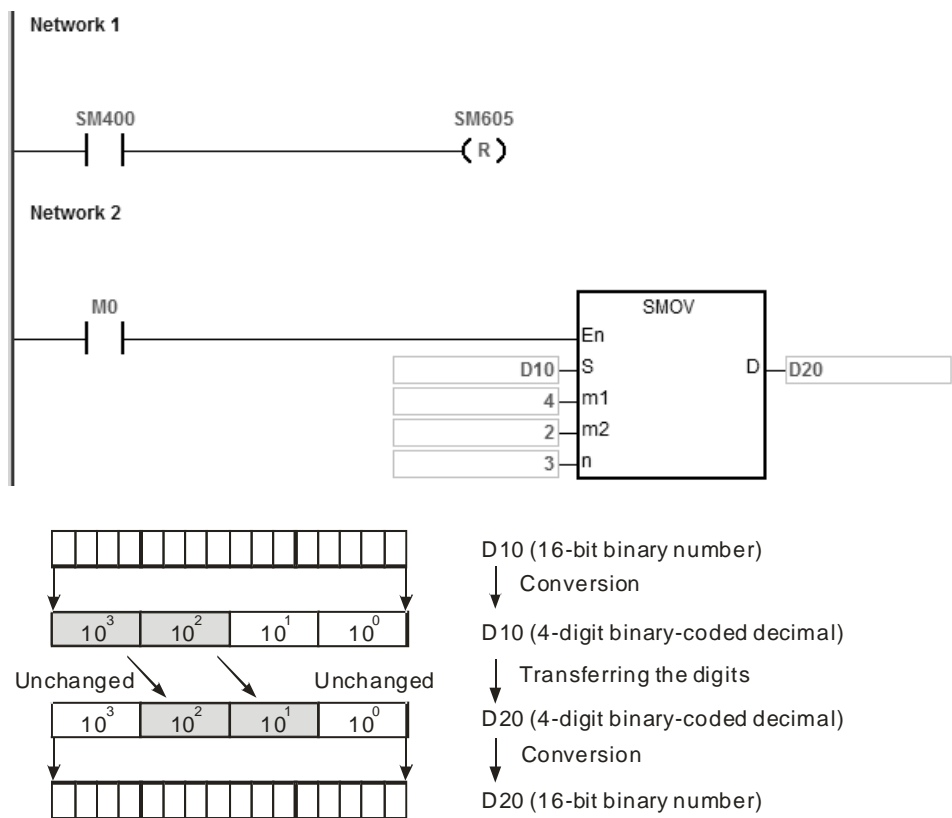 Network 1
SM400
SM605
( R )
Network 2
M0
SMOV
En
D10 S D D20
4 m1
2 m2
3 n
D10 (16-bit binary number)
Conversion
10³ 10² 10¹ 10⁰
D10 (4-digit binary-coded decimal)
Unchanged Unchanged
Transferring the digits
10³ 10² 10¹ 10⁰
D20 (4-digit binary-coded decimal)
Conversion
D20 (16-bit binary number)